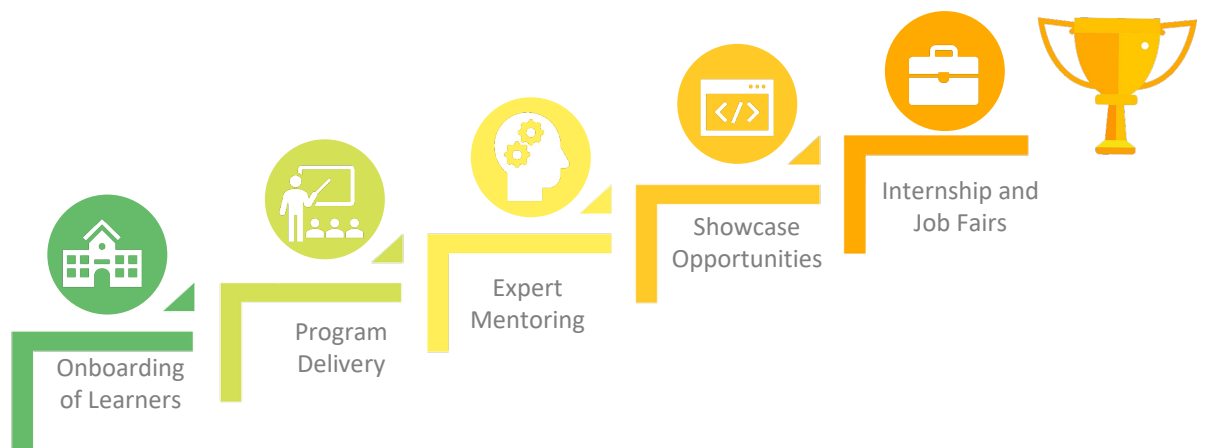 Onboarding
of Learners
Program
Delivery
Expert
Mentoring
</>
Showcase
Opportunities
Internship and
Job Fairs